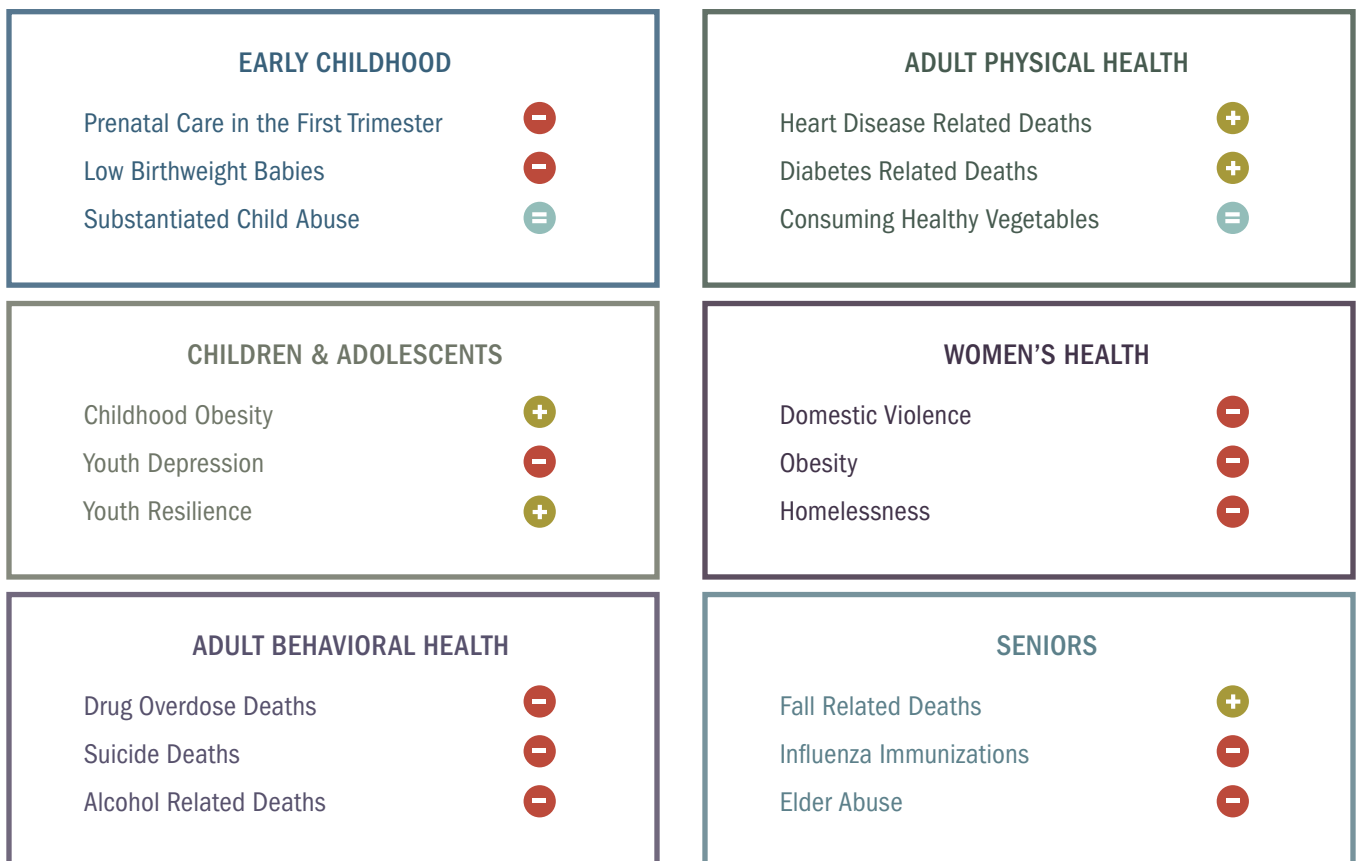 EARLY CHILDHOOD
Prenatal Care in the First Trimester −
Low Birthweight Babies −
Substantiated Child Abuse =
ADULT PHYSICAL HEALTH
Heart Disease Related Deaths +
Diabetes Related Deaths +
Consuming Healthy Vegetables =
CHILDREN & ADOLESCENTS
Childhood Obesity +
Youth Depression −
Youth Resilience +
WOMEN’S HEALTH
Domestic Violence −
Obesity −
Homelessness −
ADULT BEHAVIORAL HEALTH
Drug Overdose Deaths −
Suicide Deaths −
Alcohol Related Deaths −
SENIORS
Fall Related Deaths +
Influenza Immunizations −
Elder Abuse −